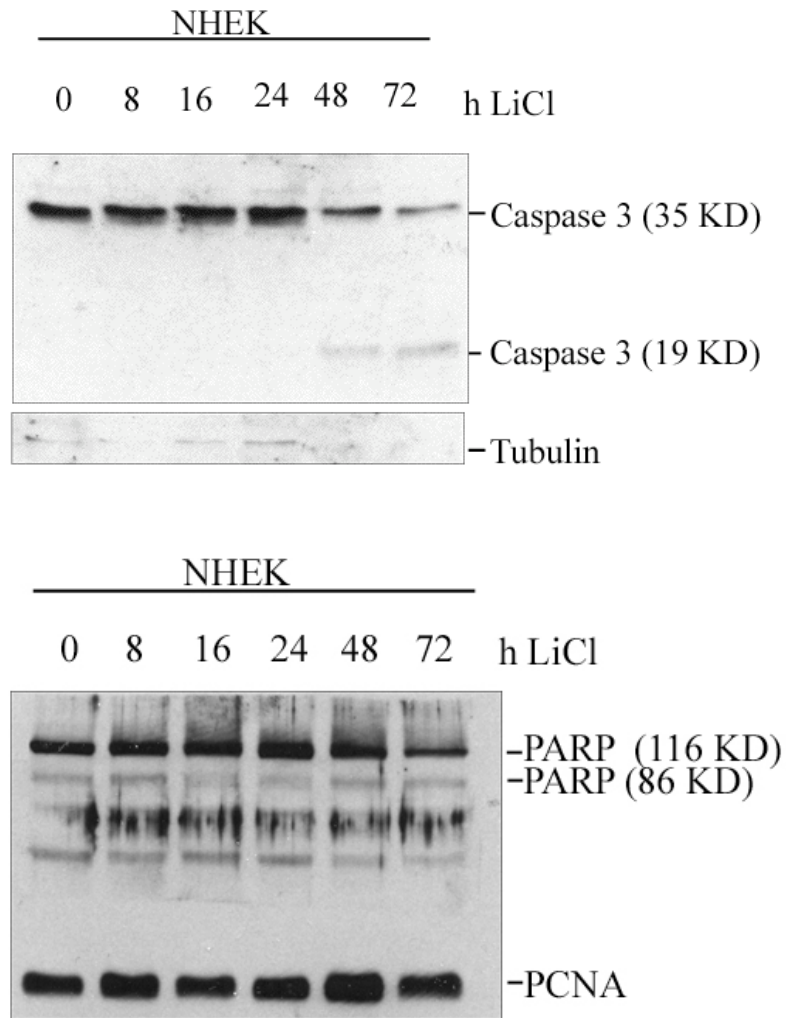 NHEK
0 8 16 24 48 72 h LiCl
Caspase 3 (35 KD)
Caspase 3 (19 KD)
Tubulin
NHEK
0 8 16 24 48 72 h LiCl
PARP (116 KD)
PARP (86 KD)
PCNA